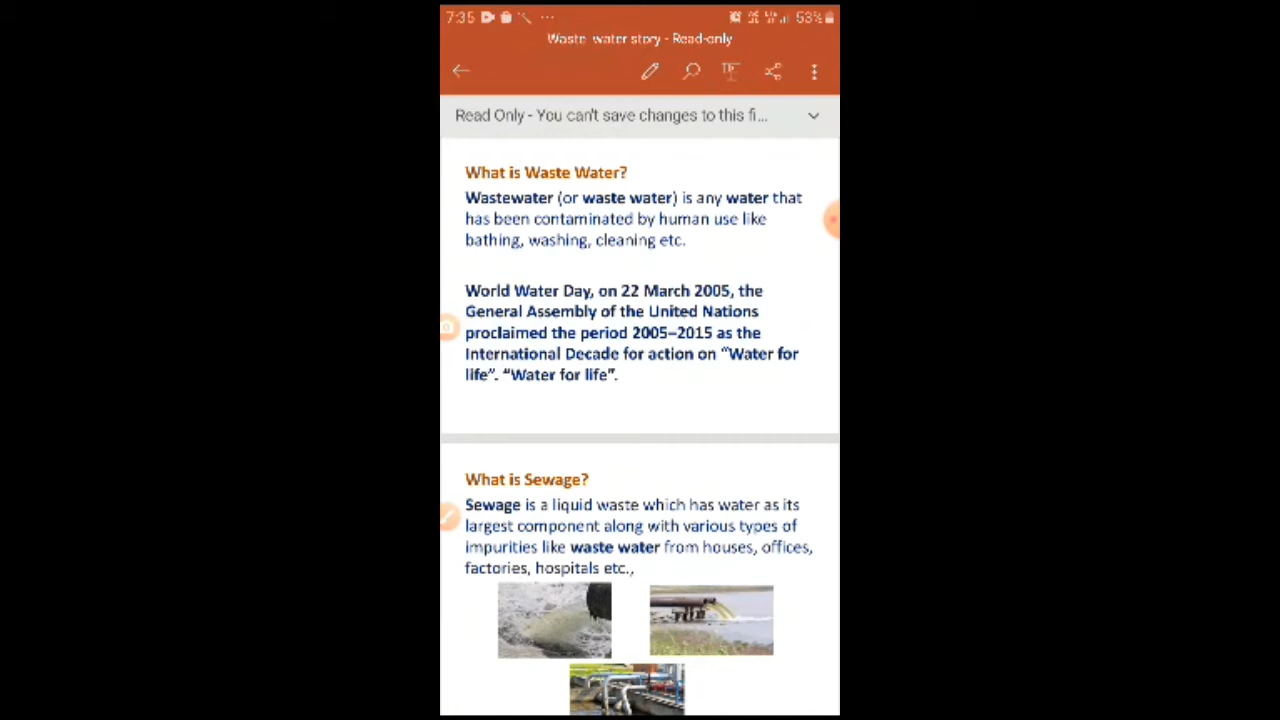 7:35 ... 53%
Waste water story - Read-only
Read Only - You can't save changes to this fi...
What is Waste Water?
Wastewater (or waste water) is any water that
has been contaminated by human use like
bathing, washing, cleaning etc.
World Water Day, on 22 March 2005, the
General Assembly of the United Nations
proclaimed the period 2005–2015 as the
International Decade for action on “Water for
life”. “Water for life”.
What is Sewage?
Sewage is a liquid waste which has water as its
largest component along with various types of
impurities like waste water from houses, offices,
factories, hospitals etc.,